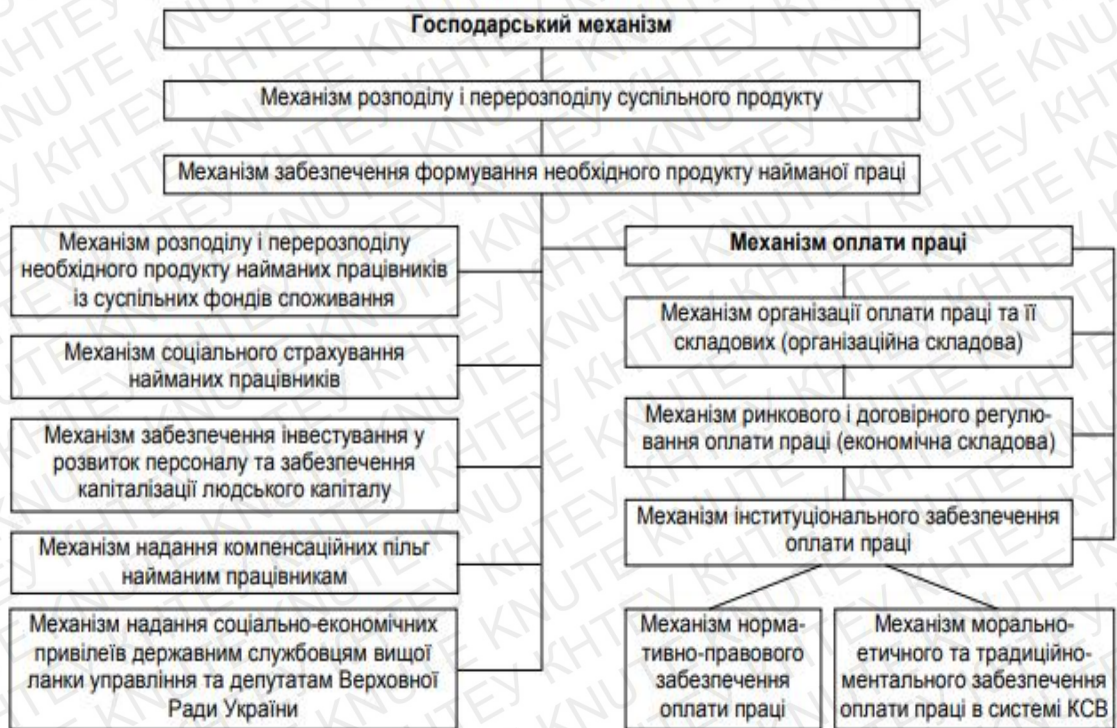 Господарський механізм
Механізм розподілу і перерозподілу суспільного продукту
Механізм забезпечення формування необхідного продукту найманої праці
Механізм розподілу і перерозподілу
необхідного продукту найманих працівників
із суспільних фондів споживання
Механізм соціального страхування
найманих працівників
Механізм забезпечення інвестування у
розвиток персоналу та забезпечення
капіталізації людського капіталу
Механізм надання компенсаційних пільг
найманим працівникам
Механізм надання соціально-економічних
привілеїв державним службовцям вищої
ланки управління та депутатам Верховної
Ради України
Механізм оплати праці
Механізм організації оплати праці та її
складових (організаційна складова)
Механізм ринкового і договірного регулю-
вання оплати праці (економічна складова)
Механізм інституціонального забезпечення
оплати праці
Механізм норма-
тивно-правового
забезпечення
оплати праці
Механізм морально-
етичного та традиційно-
ментального забезпечення
оплати праці в системі КСВ